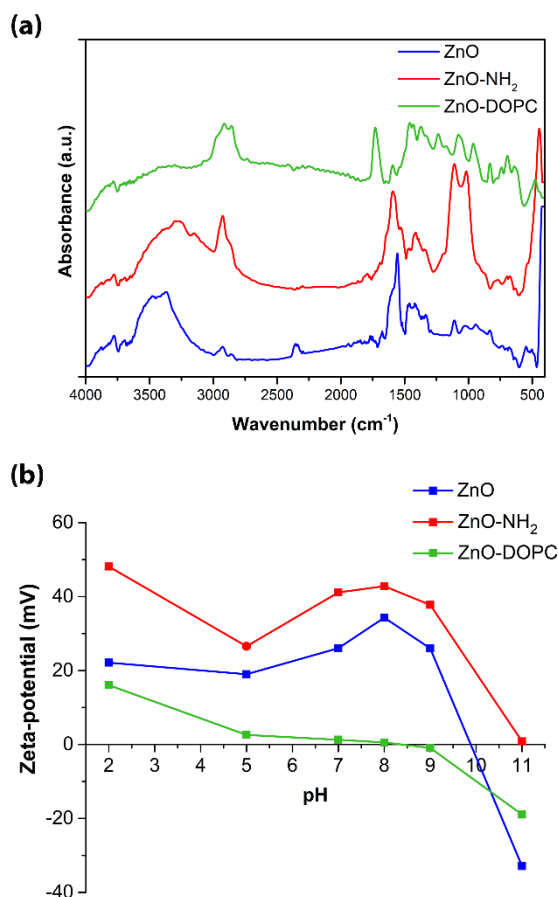 (a)
ZnO
ZnO-NH₂
ZnO-DOPC
Absorbance (a.u.)
4000 3500 3000 2500 2000 1500 1000 500
Wavenumber (cm⁻¹)
(b)
ZnO
ZnO-NH₂
ZnO-DOPC
60
40
20
0
-20
-40
Zeta-potential (mV)
2 3 4 5 6 7 8 9 10 11
pH